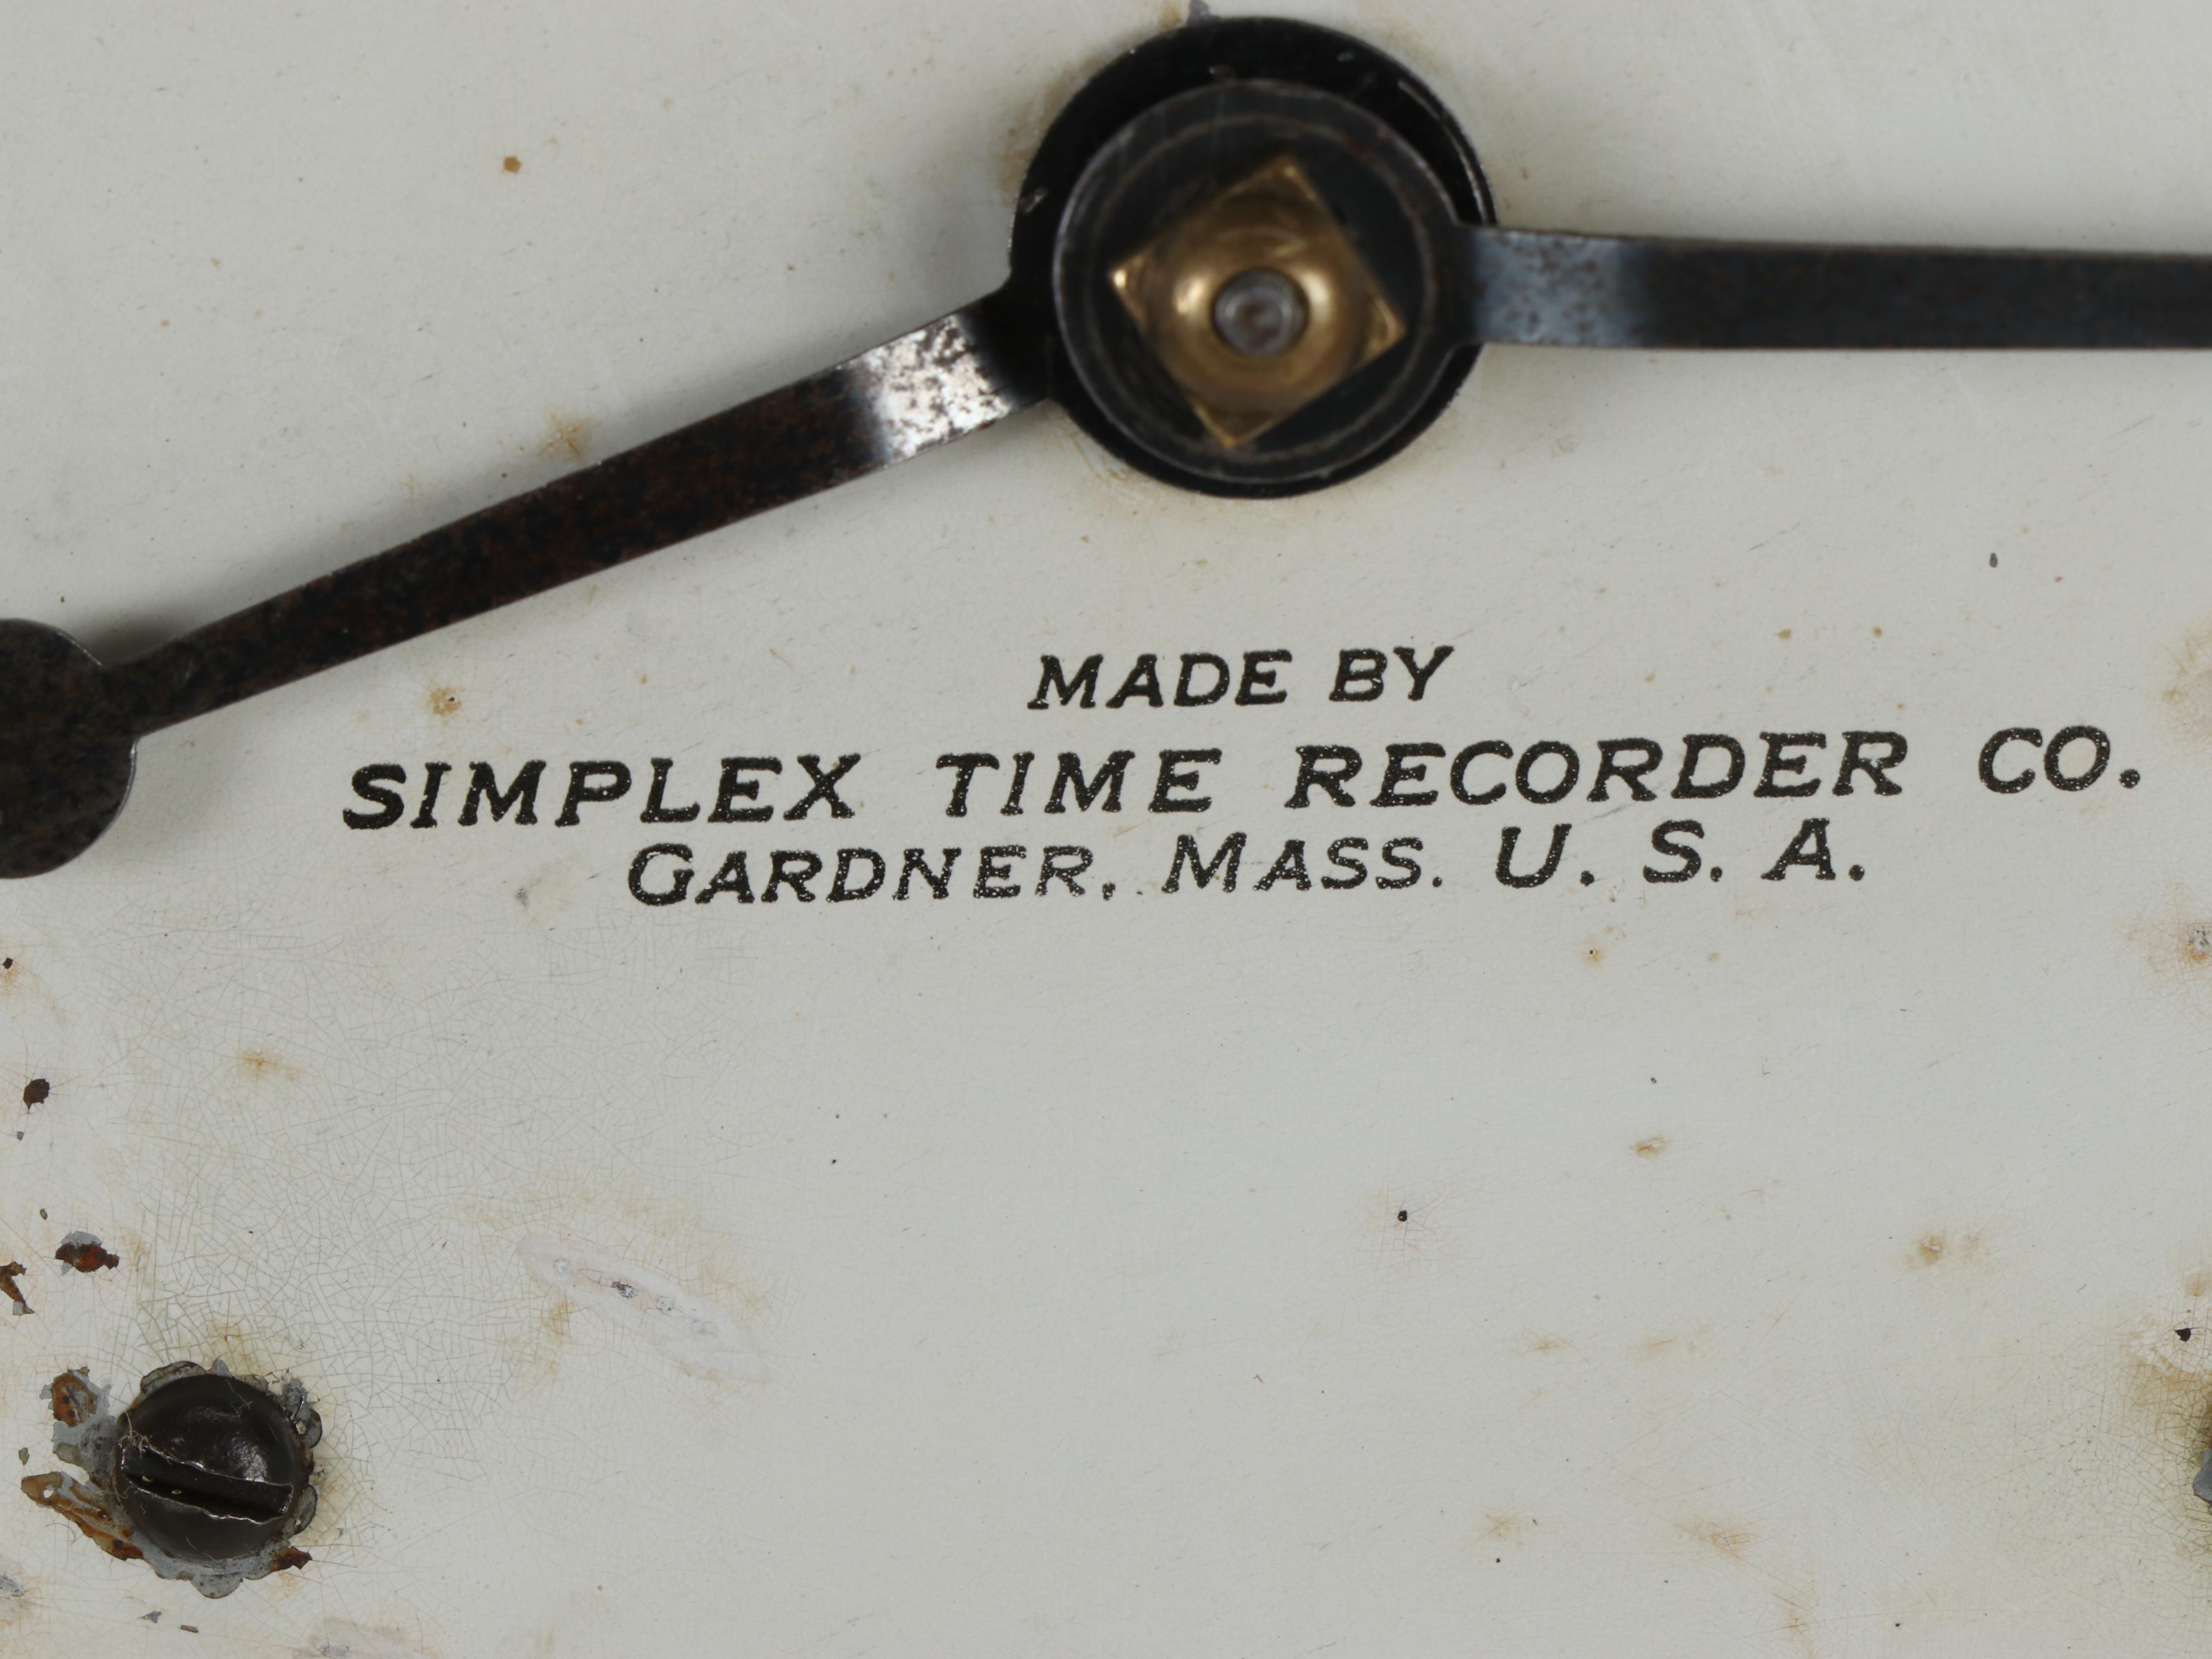 MADE BY
SIMPLEX TIME RECORDER CO.
GARDNER, MASS. U. S. A.